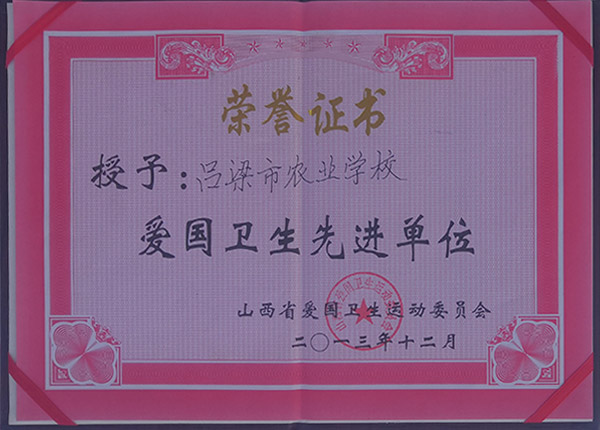 荣誉证书
授予:吕梁市农业学校
爱国卫生先进单位
山西省爱国卫生运动委员会
二〇一三年十二月